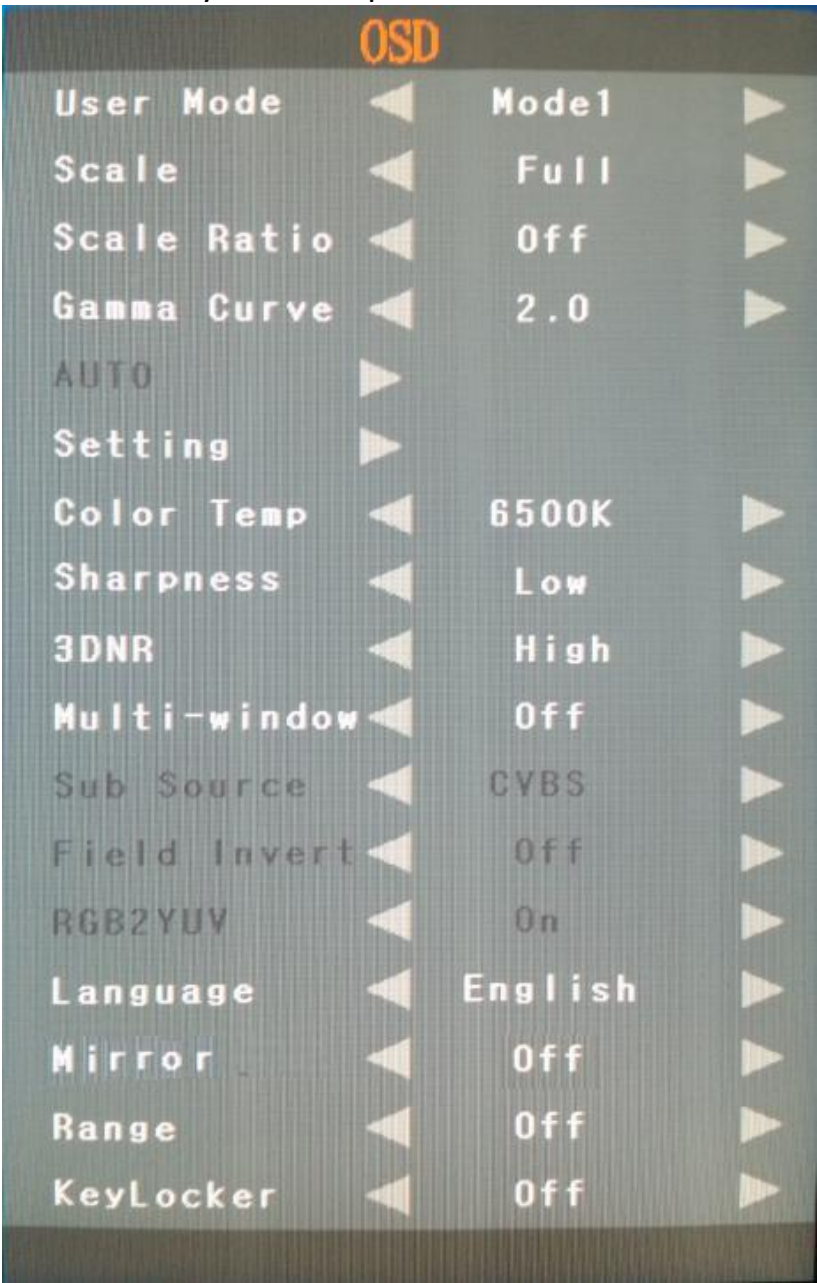 OSD
User Mode Mode1
Scale Full
Scale Ratio Off
Gamma Curve 2.0
AUTO
Setting
Color Temp 6500K
Sharpness Low
3DNR High
Multi-window Off
Sub Source CVBS
Field Invert Off
RGB2YUV On
Language English
Mirror Off
Range Off
KeyLocker Off